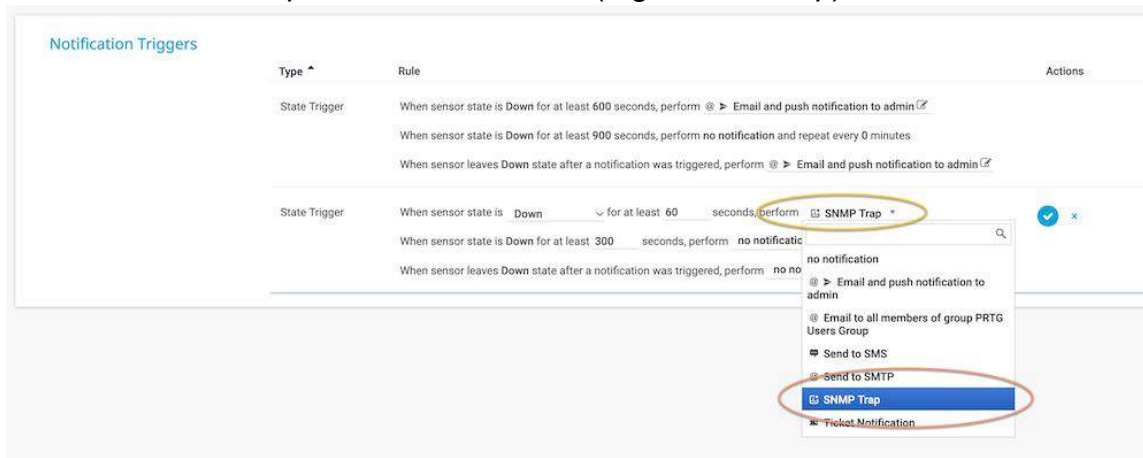 Notification Triggers
Type Rule Actions
State Trigger When sensor state is Down for at least 600 seconds, perform @ Email and push notification to admin
When sensor state is Down for at least 900 seconds, perform no notification and repeat every 0 minutes
When sensor leaves Down state after a notification was triggered, perform @ Email and push notification to admin
State Trigger When sensor state is Down for at least 60 seconds, perform SNMP Trap
When sensor state is Down for at least 300 seconds, perform no notificatio
When sensor leaves Down state after a notification was triggered, perform no no
no notification
@ Email and push notification to
admin
@ Email to all members of group PRTG
Users Group
Send to SMS
@ Send to SMTP
SNMP Trap
Ticket Notification